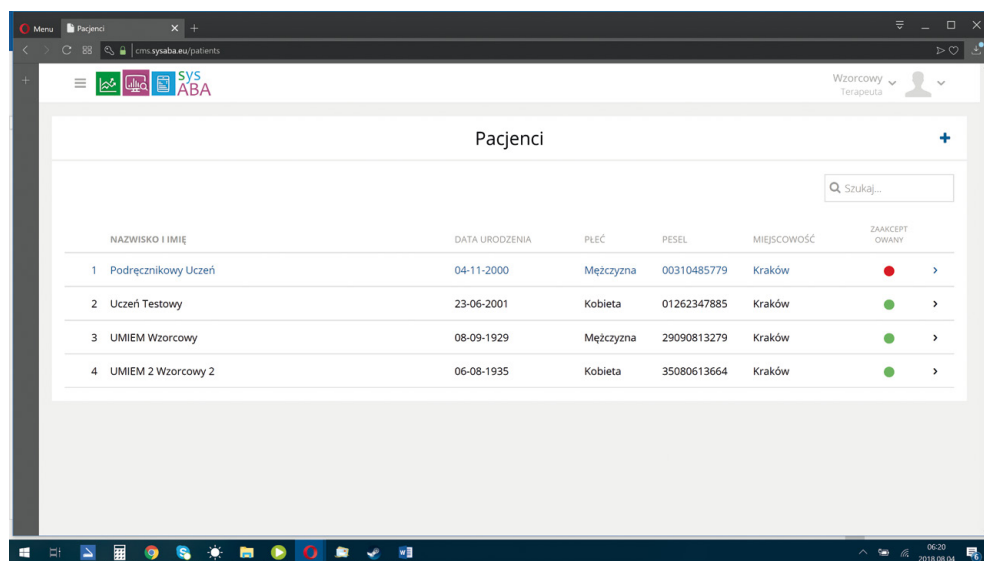 Menu Pacjenci
cms.sysaba.eu/patients
SYS
ABA
Wzorcowy
Terapeuta
Pacjenci
Szukaj...
NAZWISKO I IMIĘ DATA URODZENIA PŁEĆ PESEL MIEJSCOWOŚĆ ZAAKCEPT
OWANY
1 Podręcznikowy Uczeń 04-11-2000 Mężczyzna 00310485779 Kraków
2 Uczeń Testowy 23-06-2001 Kobieta 01262347885 Kraków
3 UMIEM Wzorcowy 08-09-1929 Mężczyzna 29090813279 Kraków
4 UMIEM 2 Wzorcowy 2 06-08-1935 Kobieta 35080613664 Kraków
06:20
2018.08.04